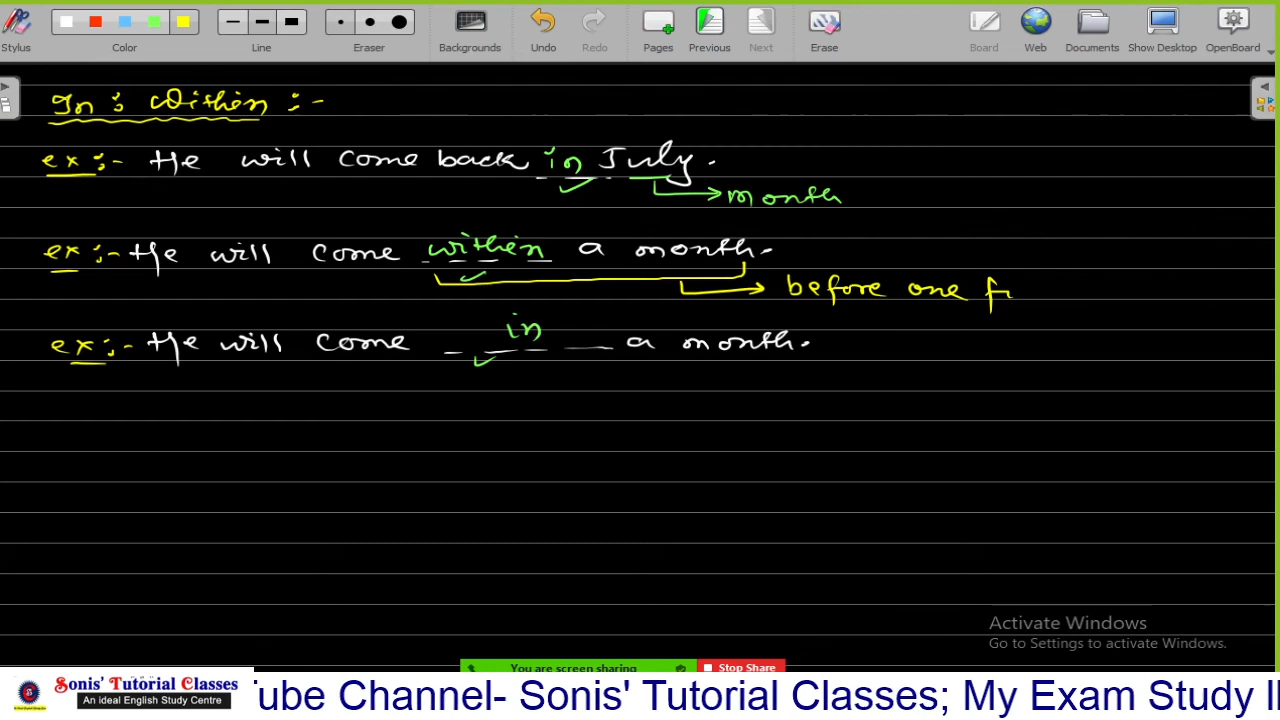 Stylus Color Line Eraser Backgrounds Undo Redo Pages Previous Next Erase Board Web Documents Show Desktop OpenBoard
In : Within :-
ex :- He will come back in July.
month
ex :- He will come within a month.
before one f
ex :- He will come in a month.
Activate Windows
Go to Settings to activate Windows.
You are screen sharing Stop Share
Sonis' Tutorial Classes
An ideal English Study Centre
Tube Channel- Sonis' Tutorial Classes; My Exam Study